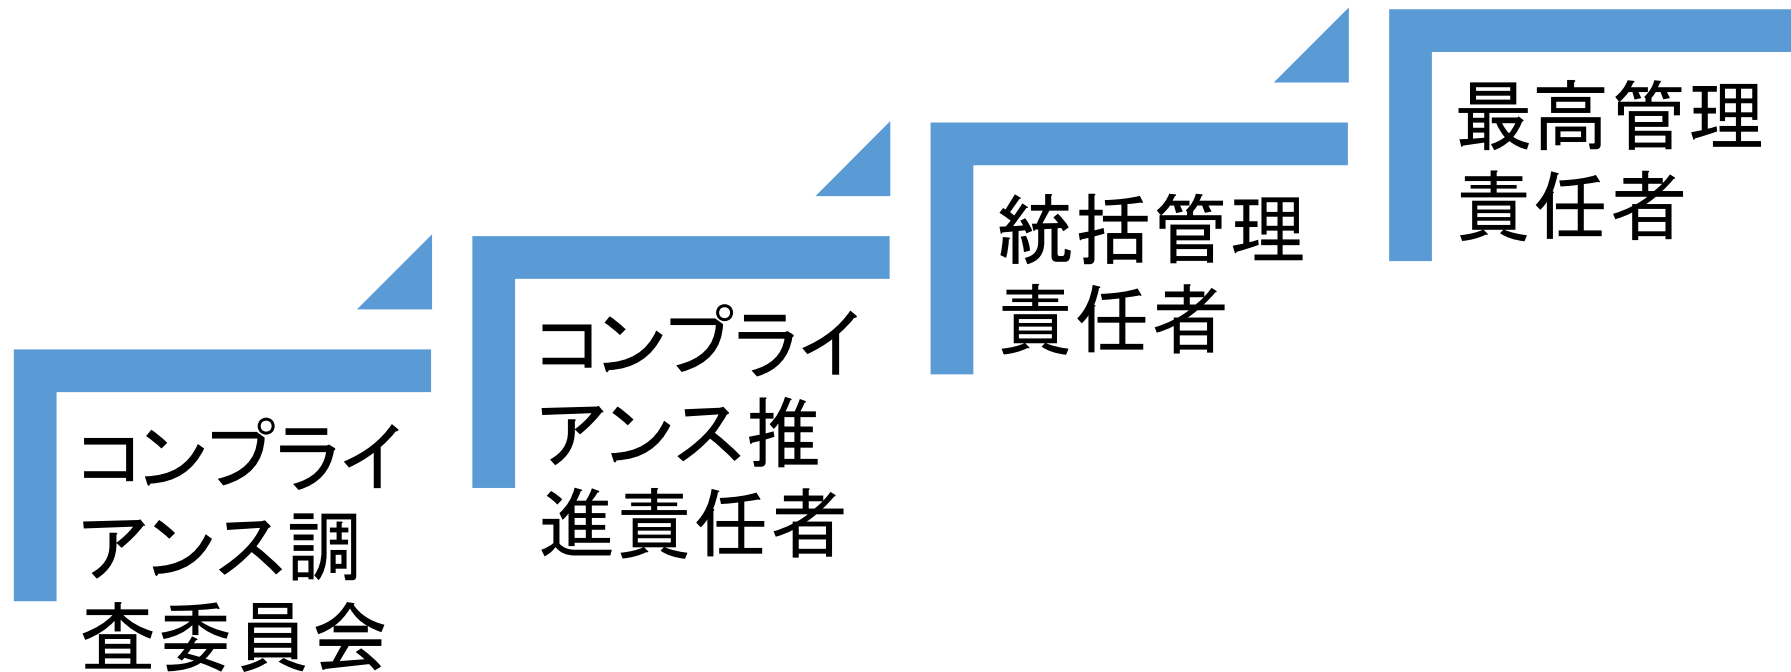 コンプライ
アンス調
査委員会
コンプライ
アンス推
進責任者
統括管理
責任者
最高管理
責任者